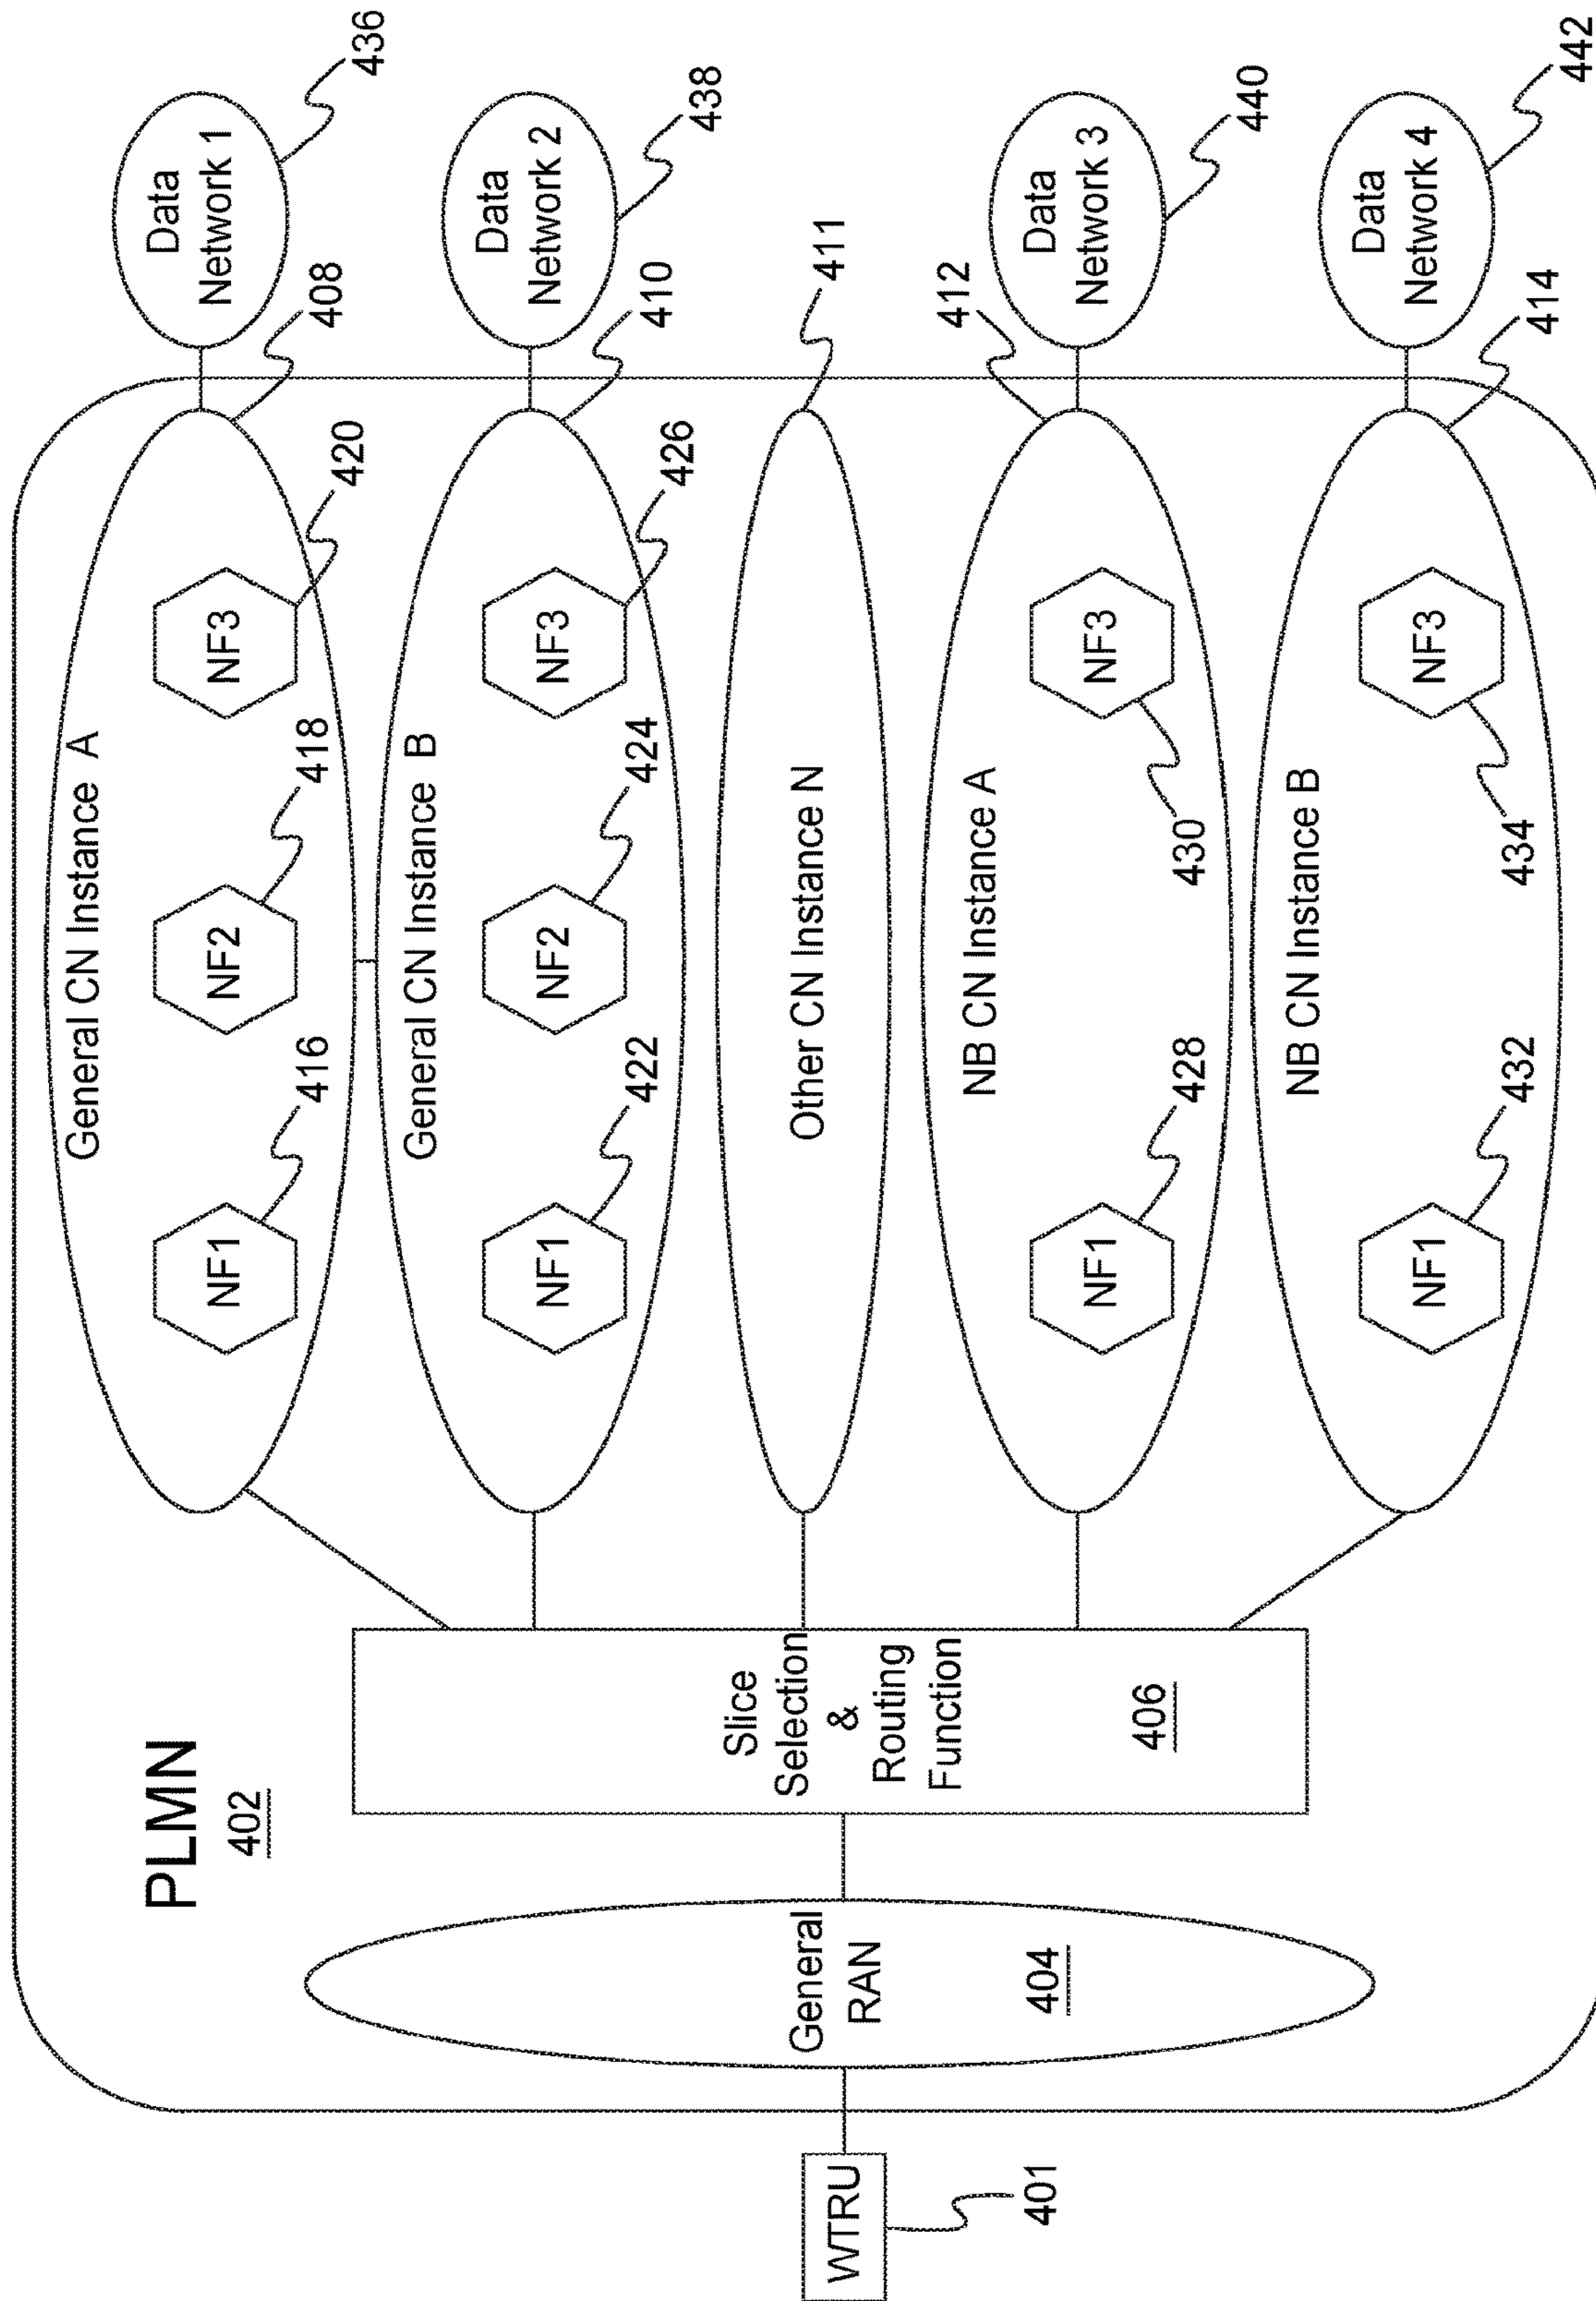 PLMN
402
WTRU
401
General
RAN
404
Slice
Selection
&
Routing
Function
406
General CN Instance A
NF1
416
NF2
418
NF3
420
408
Data
Network 1
436
General CN Instance B
NF1
422
NF2
424
NF3
426
410
Data
Network 2
438
Other CN Instance N
411
NB CN Instance A
NF1
428
NF3
430
412
Data
Network 3
440
NB CN Instance B
NF1
432
NF3
434
414
Data
Network 4
442